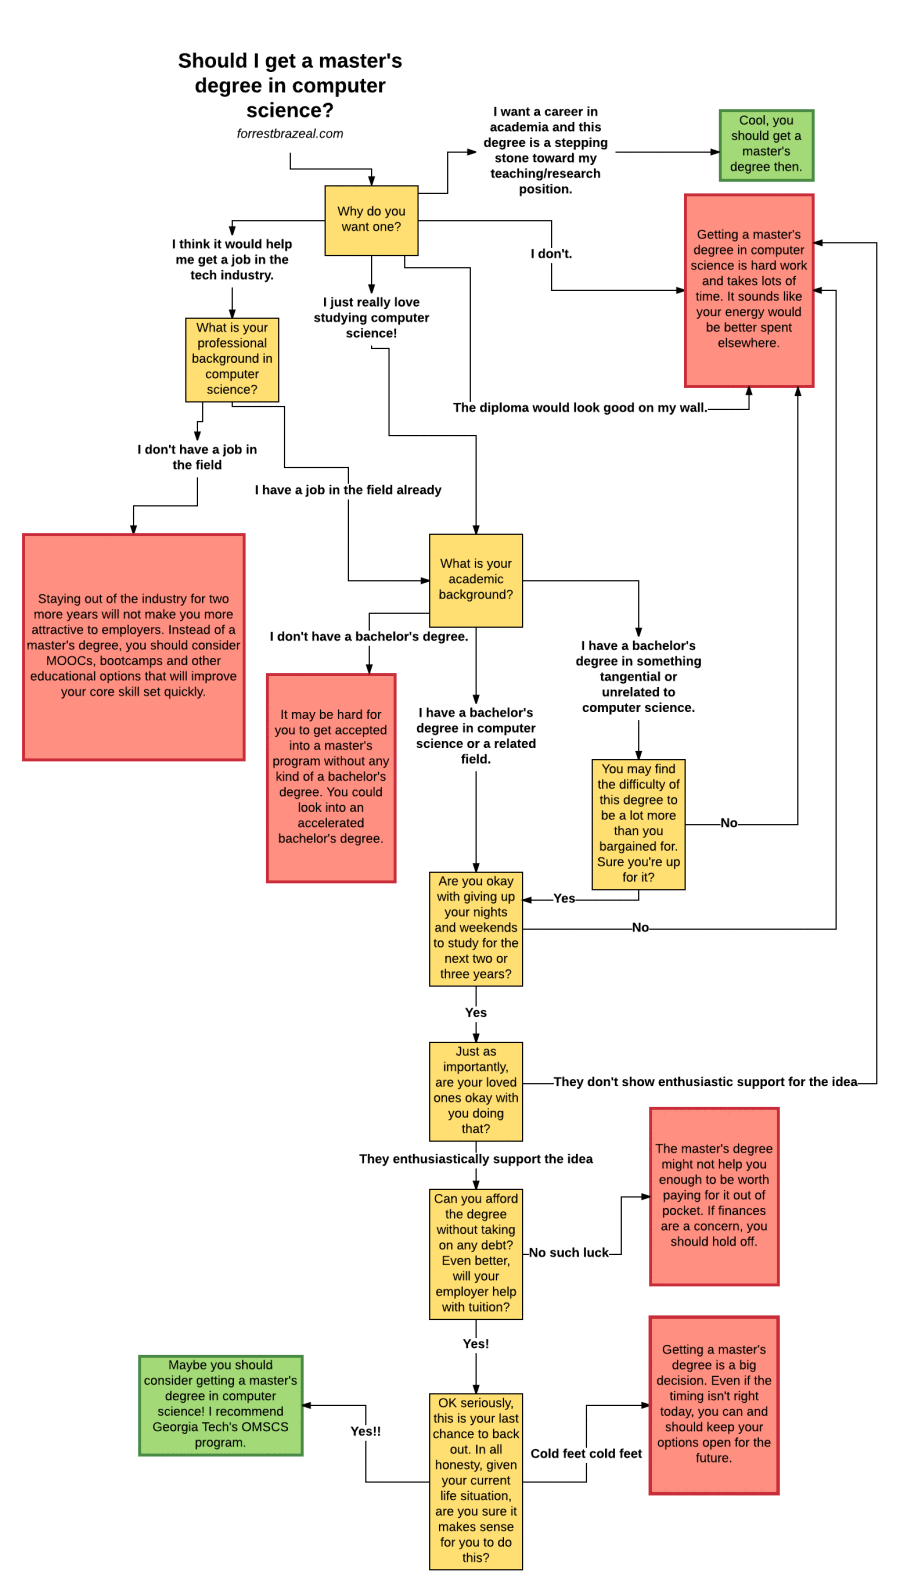 Should I get a master's
degree in computer
science?
forrestbrazeal.com
I want a career in
academia and this
degree is a stepping
stone toward my
teaching/research
position.
Cool, you
should get a
master's
degree then.
Why do you
want one?
I don't.
Getting a master's
degree in computer
science is hard work
and takes lots of
time. It sounds like
your energy would
be better spent
elsewhere.
I think it would help
me get a job in the
tech industry.
I just really love
studying computer
science!
What is your
professional
background in
computer
science?
The diploma would look good on my wall.
I don't have a job in
the field
I have a job in the field already
Staying out of the industry for two
more years will not make you more
attractive to employers. Instead of a
master's degree, you should consider
MOOCs, bootcamps and other
educational options that will improve
your core skill set quickly.
What is your
academic
background?
I don't have a bachelor's degree.
I have a bachelor's
degree in something
tangential or
unrelated to
computer science.
It may be hard for
you to get accepted
into a master's
program without any
kind of a bachelor's
degree. You could
look into an
accelerated
bachelor's degree.
I have a bachelor's
degree in computer
science or a related
field.
You may find
the difficulty of
this degree to
be a lot more
than you
bargained for.
Sure you're up
for it?
No
Yes
Are you okay
with giving up
your nights
and weekends
to study for the
next two or
three years?
No
Yes
Just as
importantly,
are your loved
ones okay with
you doing
that?
They don't show enthusiastic support for the idea
They enthusiastically support the idea
Can you afford
the degree
without taking
on any debt?
Even better,
will your
employer help
with tuition?
No such luck
The master's degree
might not help you
enough to be worth
paying for it out of
pocket. If finances
are a concern, you
should hold off.
Yes!
OK seriously,
this is your last
chance to back
out. In all
honesty, given
your current
life situation,
are you sure it
makes sense
for you to do
this?
Yes!!
Maybe you should
consider getting a master's
degree in computer
science! I recommend
Georgia Tech's OMSCS
program.
Cold feet cold feet
Getting a master's
degree is a big
decision. Even if the
timing isn't right
today, you can and
should keep your
options open for the
future.